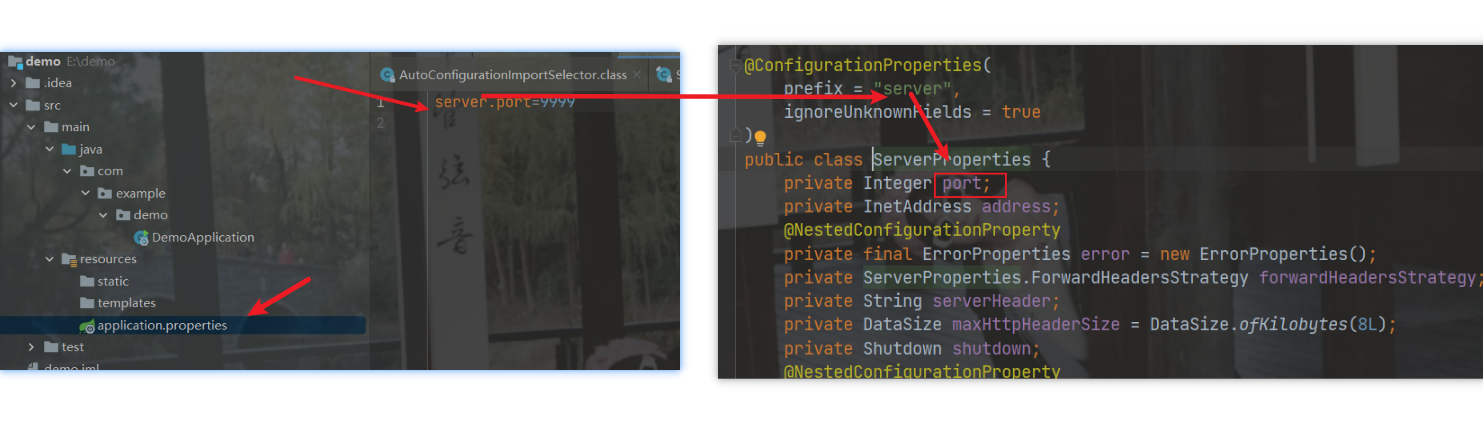 demo E:\demo
.idea
src
main
java
com
example
demo
DemoApplication
resources
static
templates
application.properties
test
demo.iml
AutoConfigurationImportSelector.class
1 server.port=9999
2
弦
音
@ConfigurationProperties(
prefix = "server",
ignoreUnknownFields = true
)
public class ServerProperties {
private Integer port;
private InetAddress address;
@NestedConfigurationProperty
private final ErrorProperties error = new ErrorProperties();
private ServerProperties.ForwardHeadersStrategy forwardHeadersStrategy;
private String serverHeader;
private DataSize maxHttpHeaderSize = DataSize.ofKilobytes(8L);
private Shutdown shutdown;
@NestedConfigurationProperty